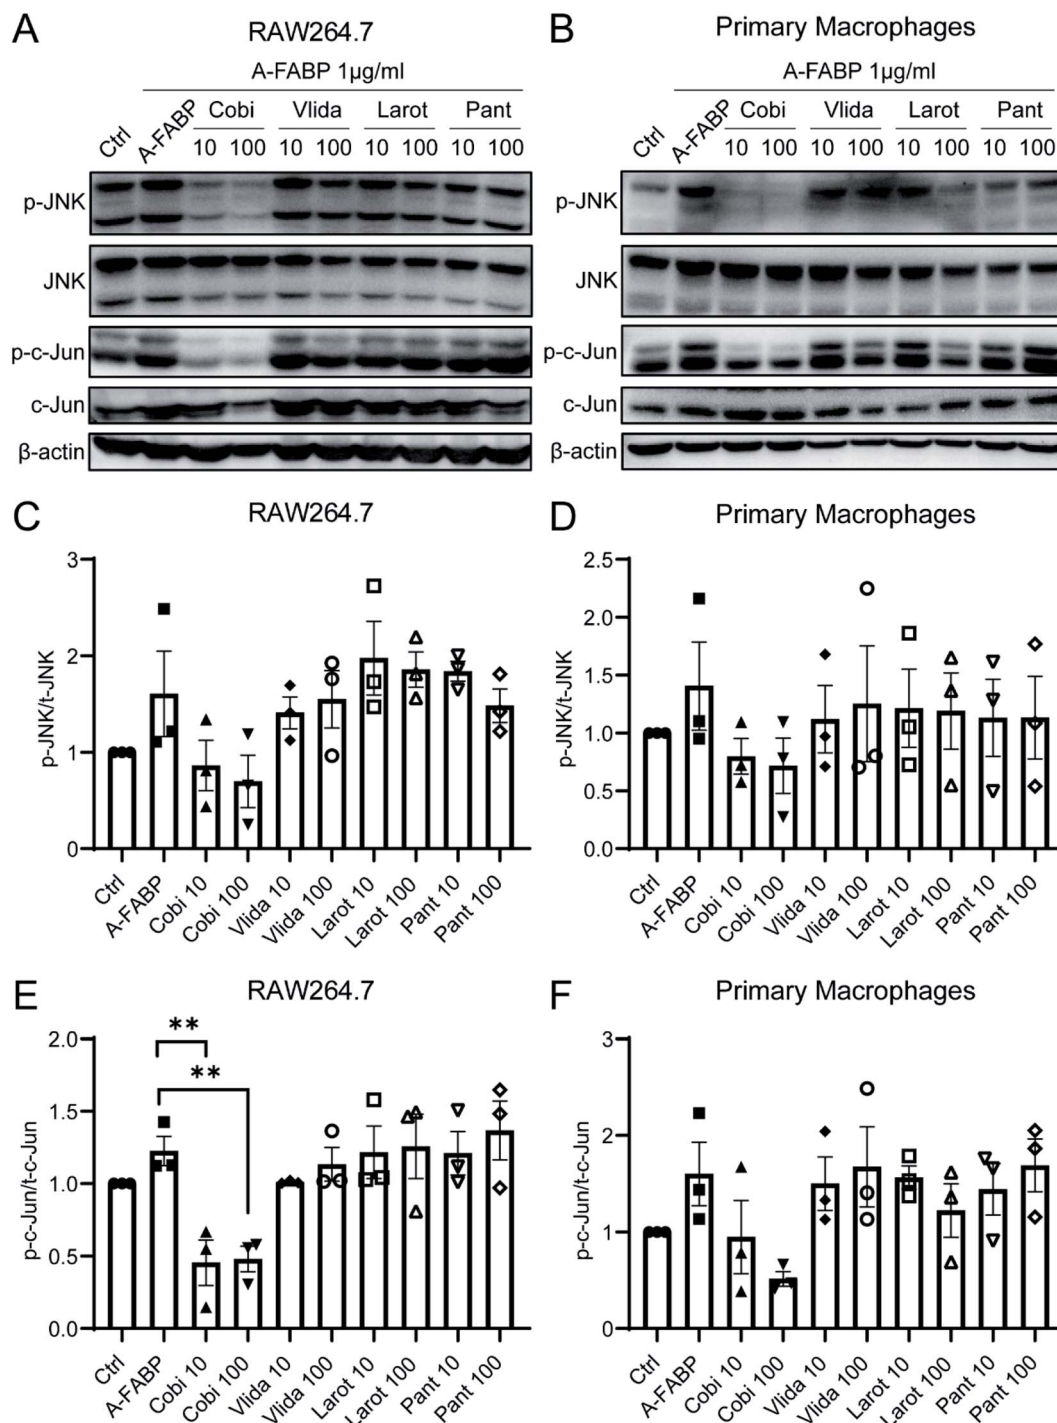 A
RAW264.7
A-FABP 1µg/ml
Ctrl A-FABP Cobi Vlida Larot Pant
10 100 10 100 10 100 10 100
p-JNK
JNK
p-c-Jun
c-Jun
β-actin
B
Primary Macrophages
A-FABP 1µg/ml
Ctrl A-FABP Cobi Vlida Larot Pant
10 100 10 100 10 100 10 100
p-JNK
JNK
p-c-Jun
c-Jun
β-actin
C
RAW264.7
p-JNK/t-JNK
3
2
1
0
Ctrl
A-FABP
Cobi 10
Cobi 100
Vlida 10
Vlida 100
Larot 10
Larot 100
Pant 10
Pant 100
D
Primary Macrophages
p-JNK/t-JNK
2.5
2.0
1.5
1.0
0.5
0.0
Ctrl
A-FABP
Cobi 10
Cobi 100
Vlida 10
Vlida 100
Larot 10
Larot 100
Pant 10
Pant 100
E
RAW264.7
p-c-Jun/t-c-Jun
2.0
1.5
1.0
0.5
0.0
**
**
Ctrl
A-FABP
Cobi 10
Cobi 100
Vlida 10
Vlida 100
Larot 10
Larot 100
Pant 10
Pant 100
F
Primary Macrophages
p-c-Jun/t-c-Jun
3
2
1
0
Ctrl
A-FABP
Cobi 10
Cobi 100
Vlida 10
Vlida 100
Larot 10
Larot 100
Pant 10
Pant 100